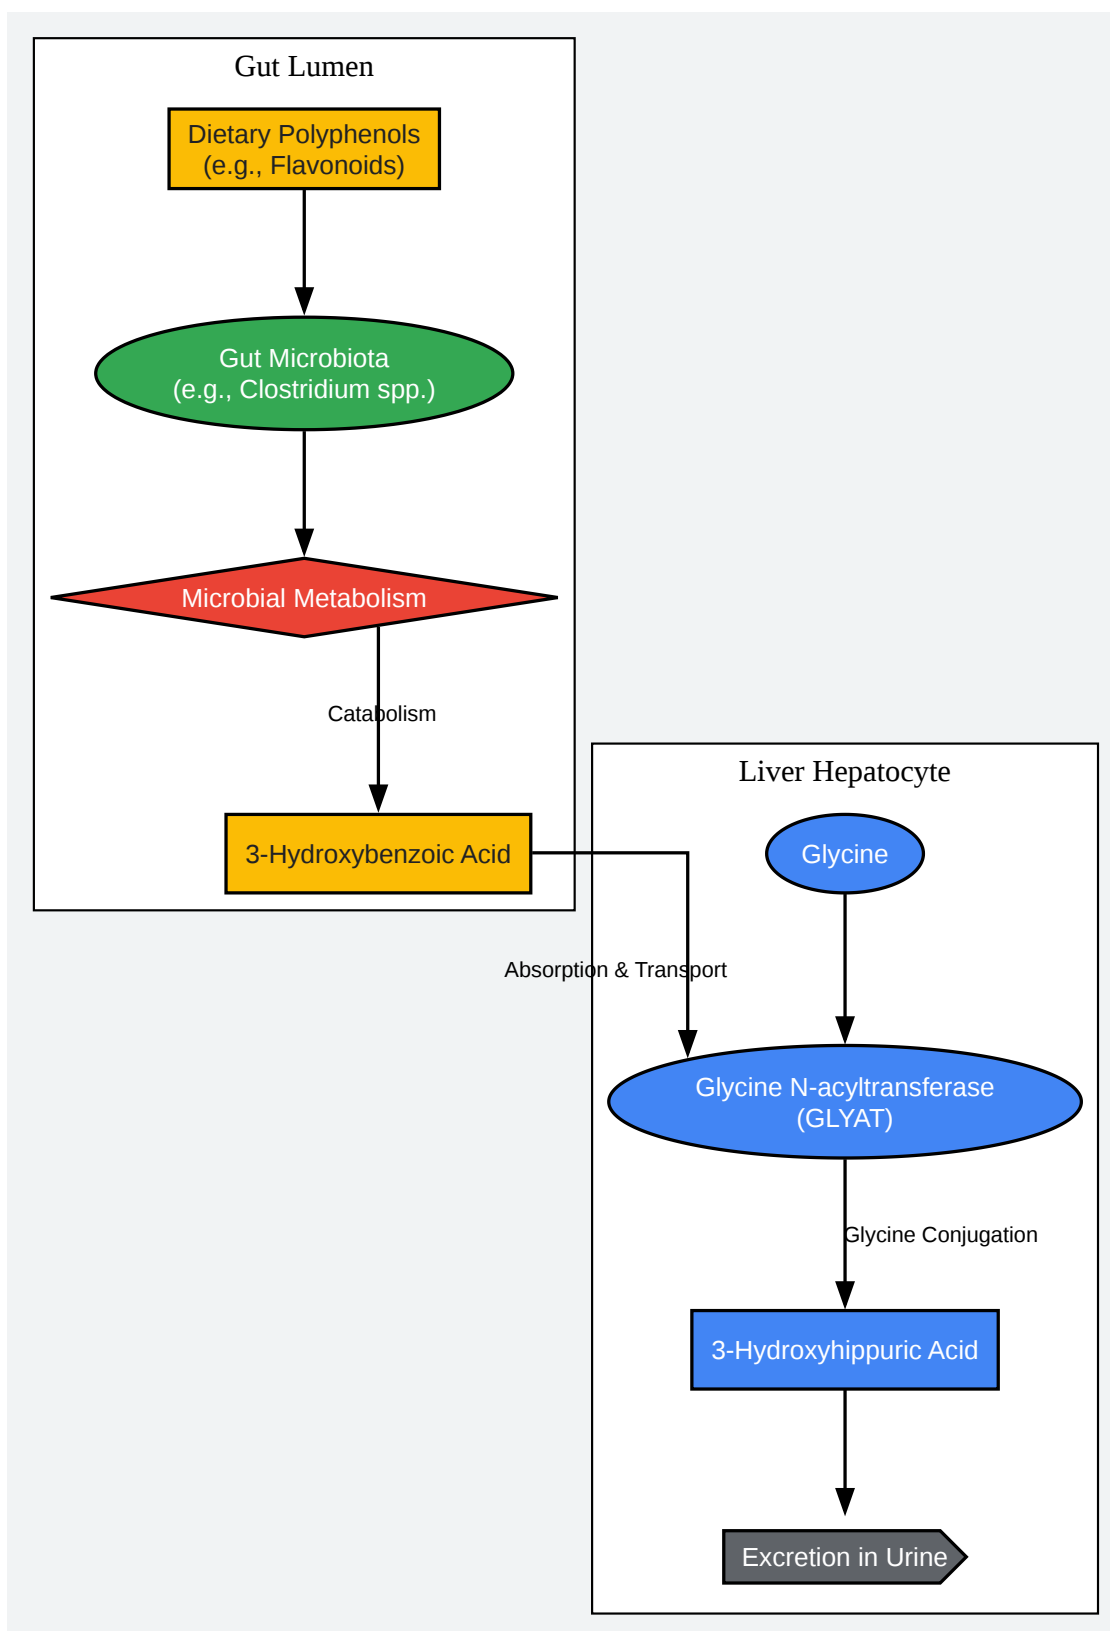 Gut Lumen
Dietary Polyphenols
(e.g., Flavonoids)
Gut Microbiota
(e.g., Clostridium spp.)
Microbial Metabolism
Catabolism
3-Hydroxybenzoic Acid
Absorption & Transport
Liver Hepatocyte
Glycine
Glycine N-acyltransferase
(GLYAT)
Glycine Conjugation
3-Hydroxyhippuric Acid
Excretion in Urine